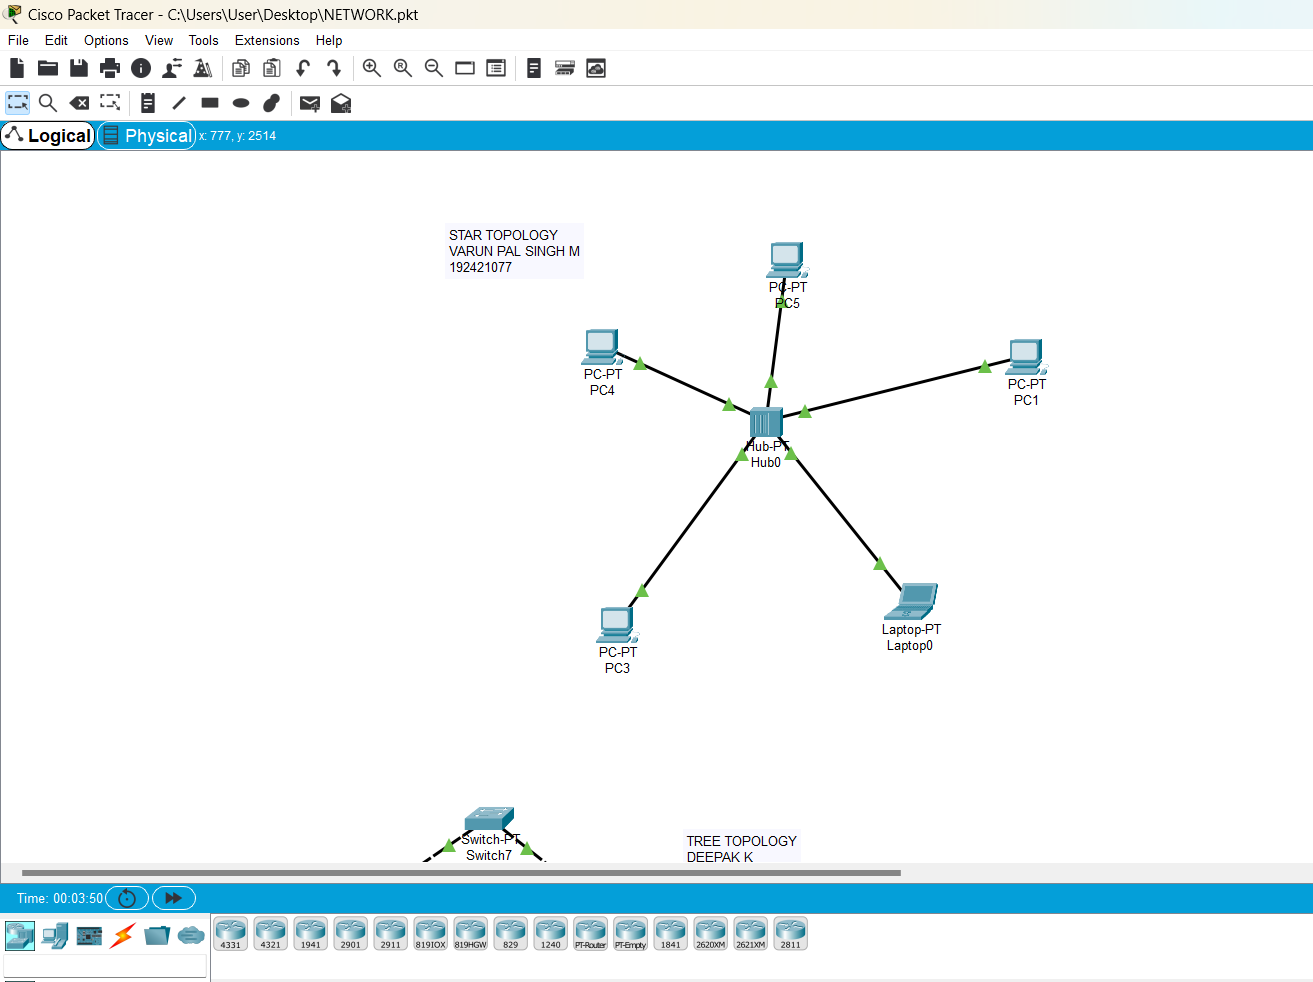 Cisco Packet Tracer - C:\Users\User\Desktop\NETWORK.pkt
File Edit Options View Tools Extensions Help
Logical Physical x: 777, y: 2514
STAR TOPOLOGY
VARUN PAL SINGH M
192421077
PC-PT
PC5
PC-PT
PC4
PC-PT
PC1
Hub-PT
Hub0
Laptop-PT
Laptop0
PC-PT
PC3
Switch-PT
Switch7
TREE TOPOLOGY
DEEPAK K
Time: 00:03:50
4331 4321 1941 2901 2911 819IOX 819HGW 829 1240 PT-Router PT-Empty 1841 2620XM 2621XM 2811